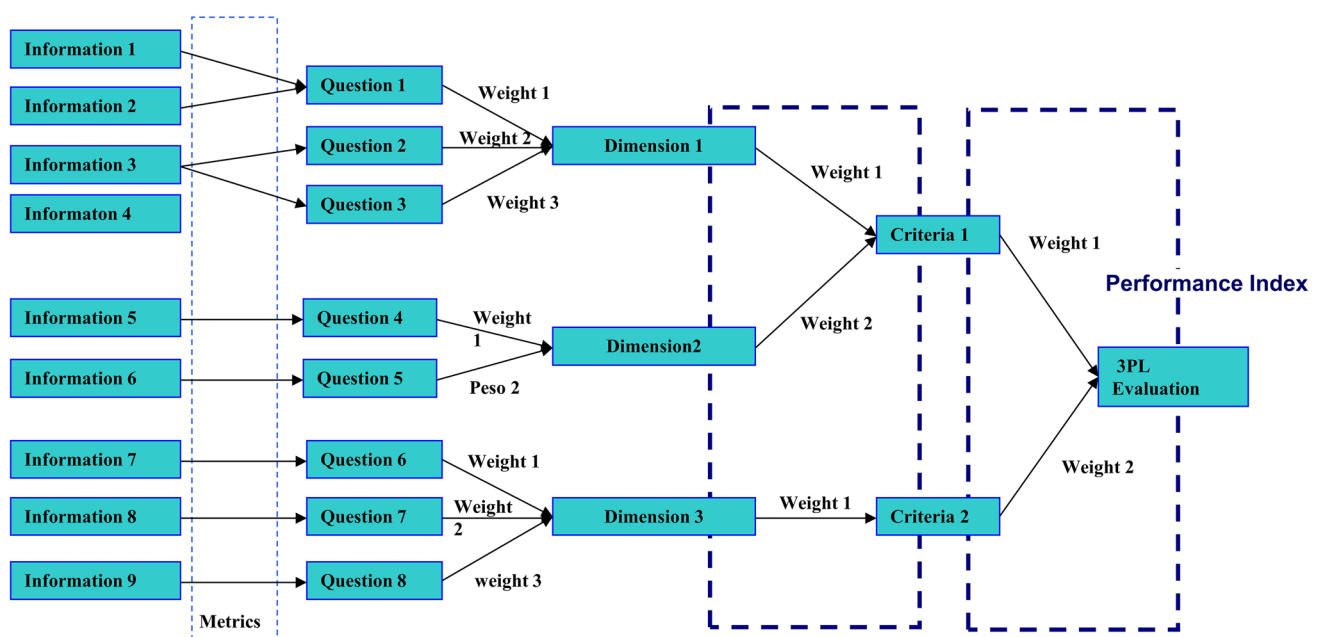 Information 1
Information 2
Information 3
Informaton 4
Information 5
Information 6
Information 7
Information 8
Information 9
Metrics
Question 1
Question 2
Question 3
Question 4
Question 5
Question 6
Question 7
Question 8
Weight 1
Weight 2
Weight 3
Weight
1
Peso 2
Weight 1
Weight
2
weight 3
Dimension 1
Dimension2
Dimension 3
Weight 1
Weight 2
Weight 1
Criteria 1
Criteria 2
Weight 1
Weight 2
Performance Index
3PL
Evaluation